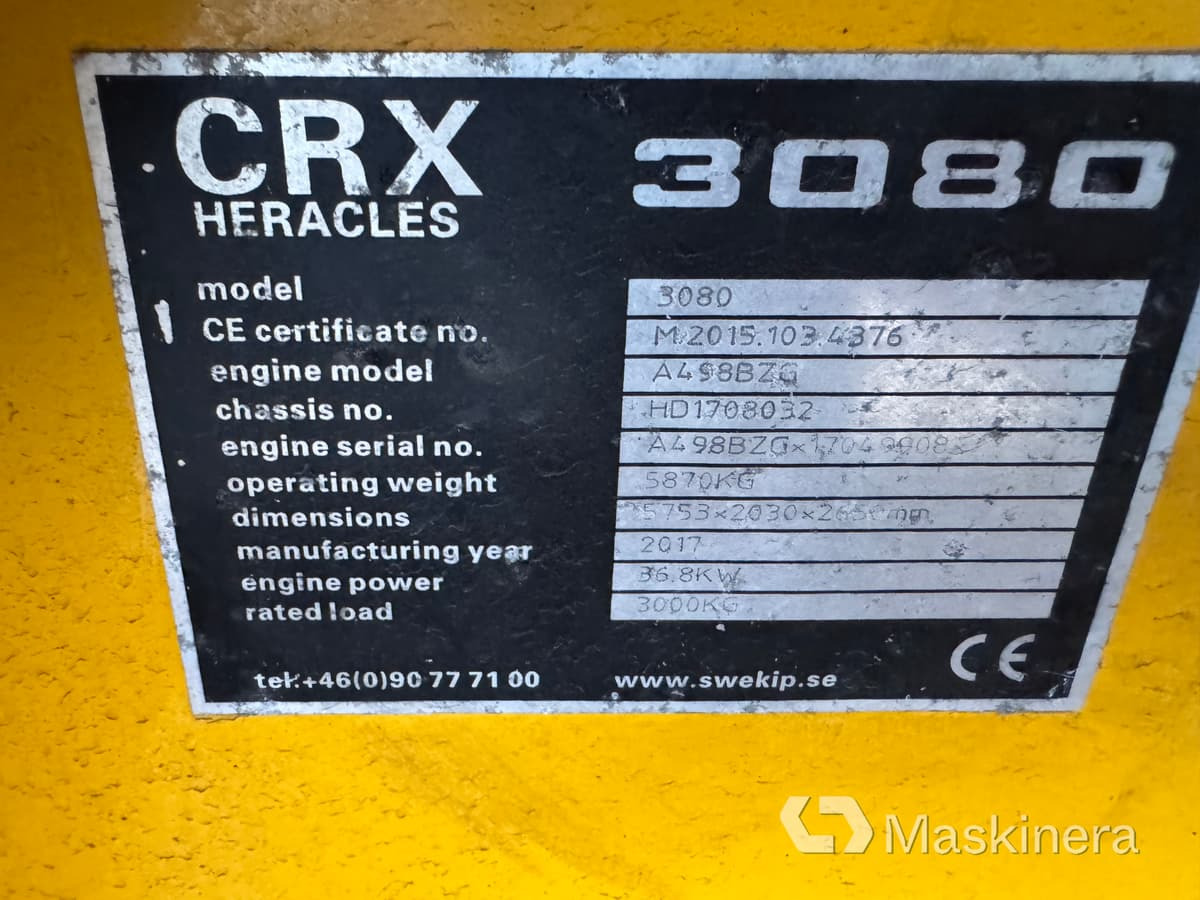 CRX 3080
HERACLES
model 3080
CE certificate no. M.2015.103.4376
engine model A498BZG
chassis no. HD1708032
engine serial no.
operating weight 5870KG
dimensions
manufacturing year 2017
engine power 36.8KW
rated load 3000KG
CE
tel:+46(0)90 77 71 00 www.swekip.se
Maskinera